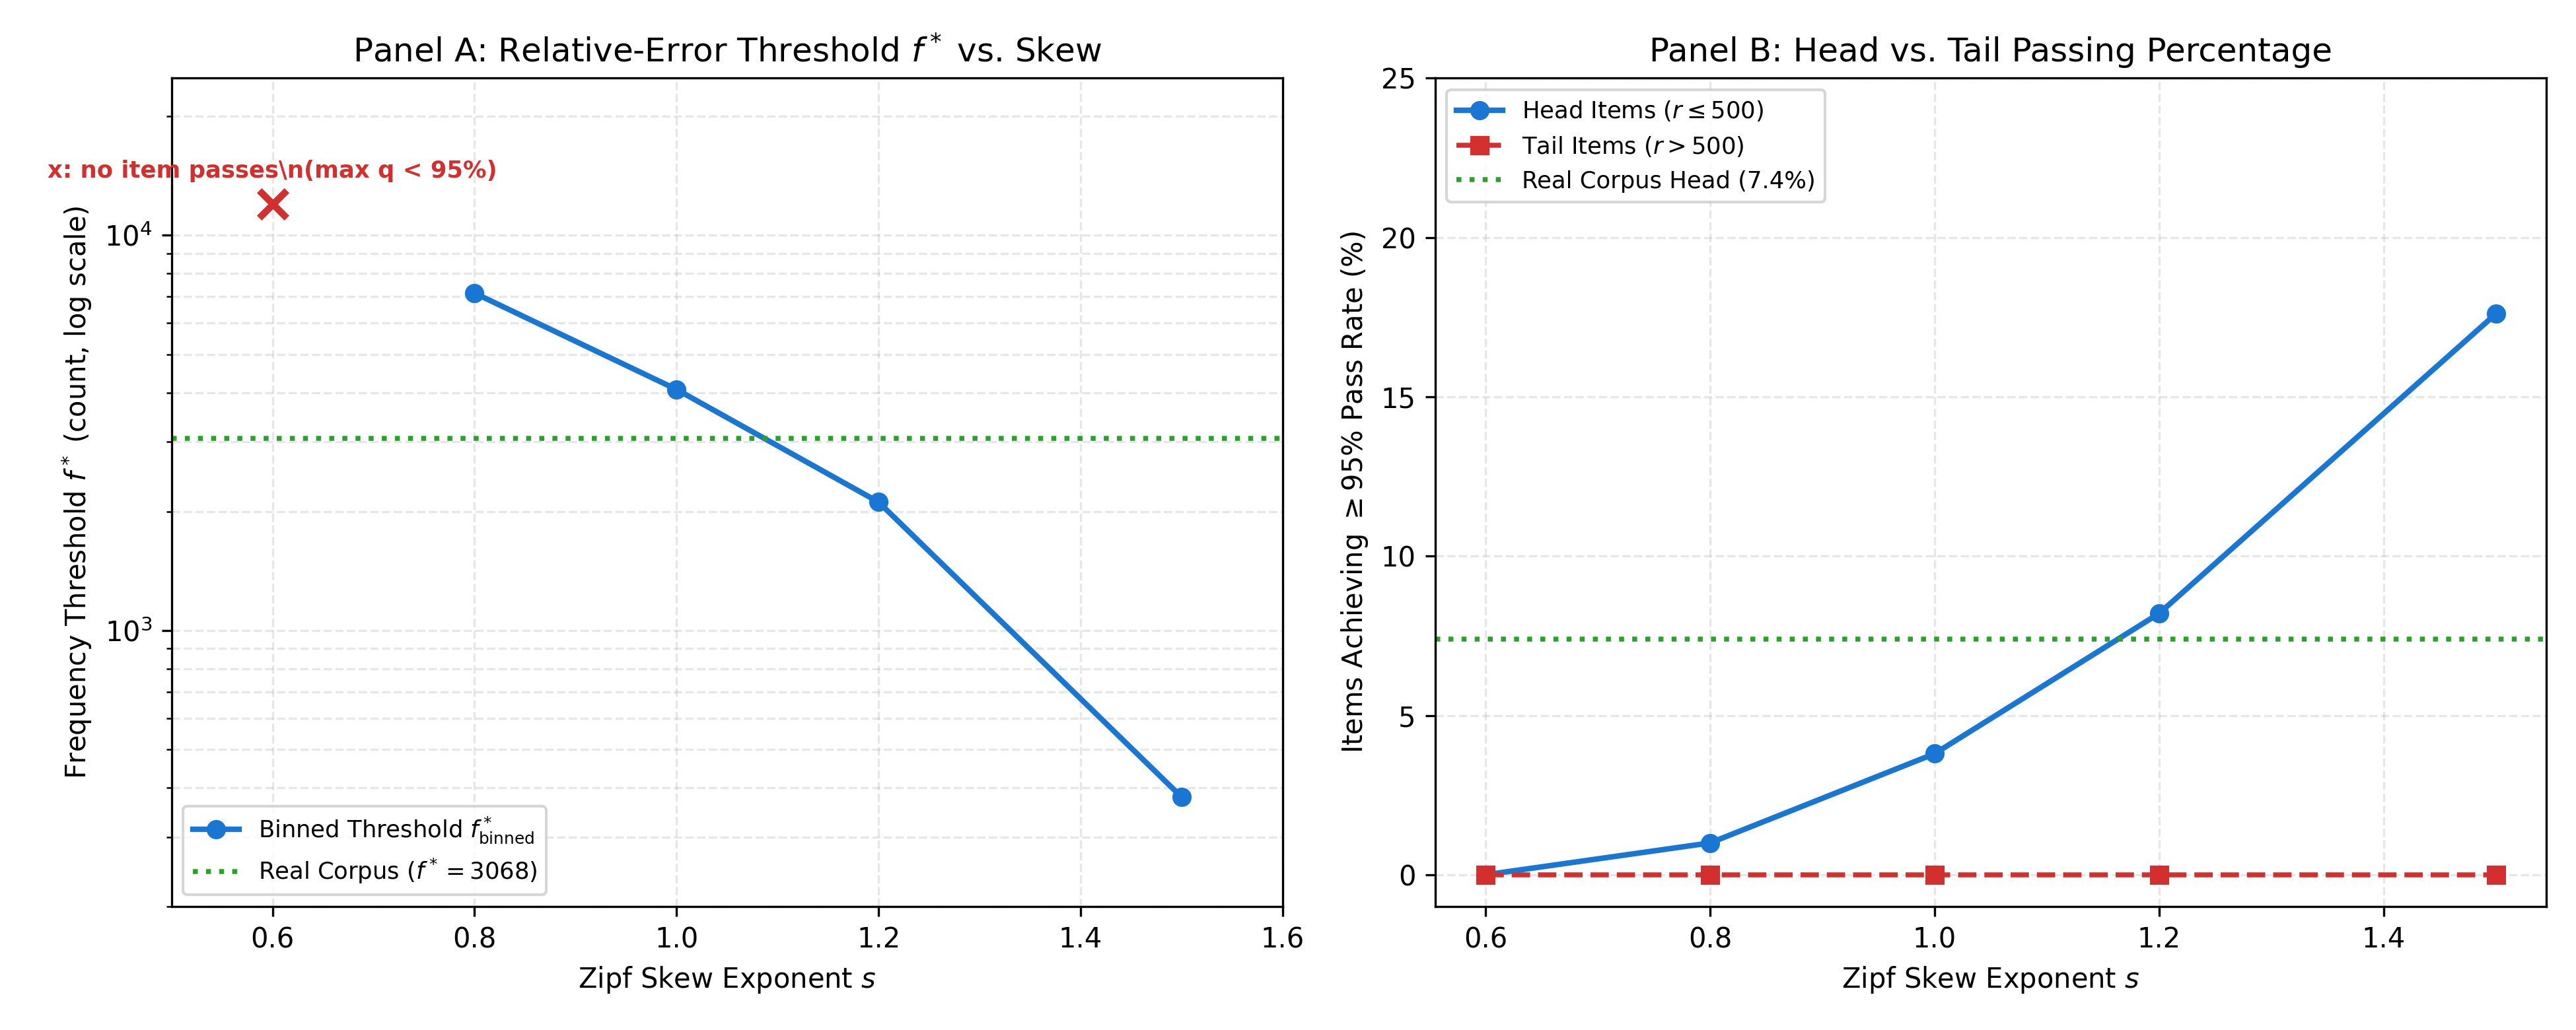 Panel A: Relative-Error Threshold f* vs. Skew
x: no item passes\n(max q < 95%)
Frequency Threshold f* (count, log scale)
10⁴
10³
Binned Threshold f*binned
Real Corpus (f* = 3068)
0.6 0.8 1.0 1.2 1.4 1.6
Zipf Skew Exponent s
Panel B: Head vs. Tail Passing Percentage
Head Items (r ≤ 500)
Tail Items (r > 500)
Real Corpus Head (7.4%)
Items Achieving ≥ 95% Pass Rate (%)
25
20
15
10
5
0
0.6 0.8 1.0 1.2 1.4
Zipf Skew Exponent s